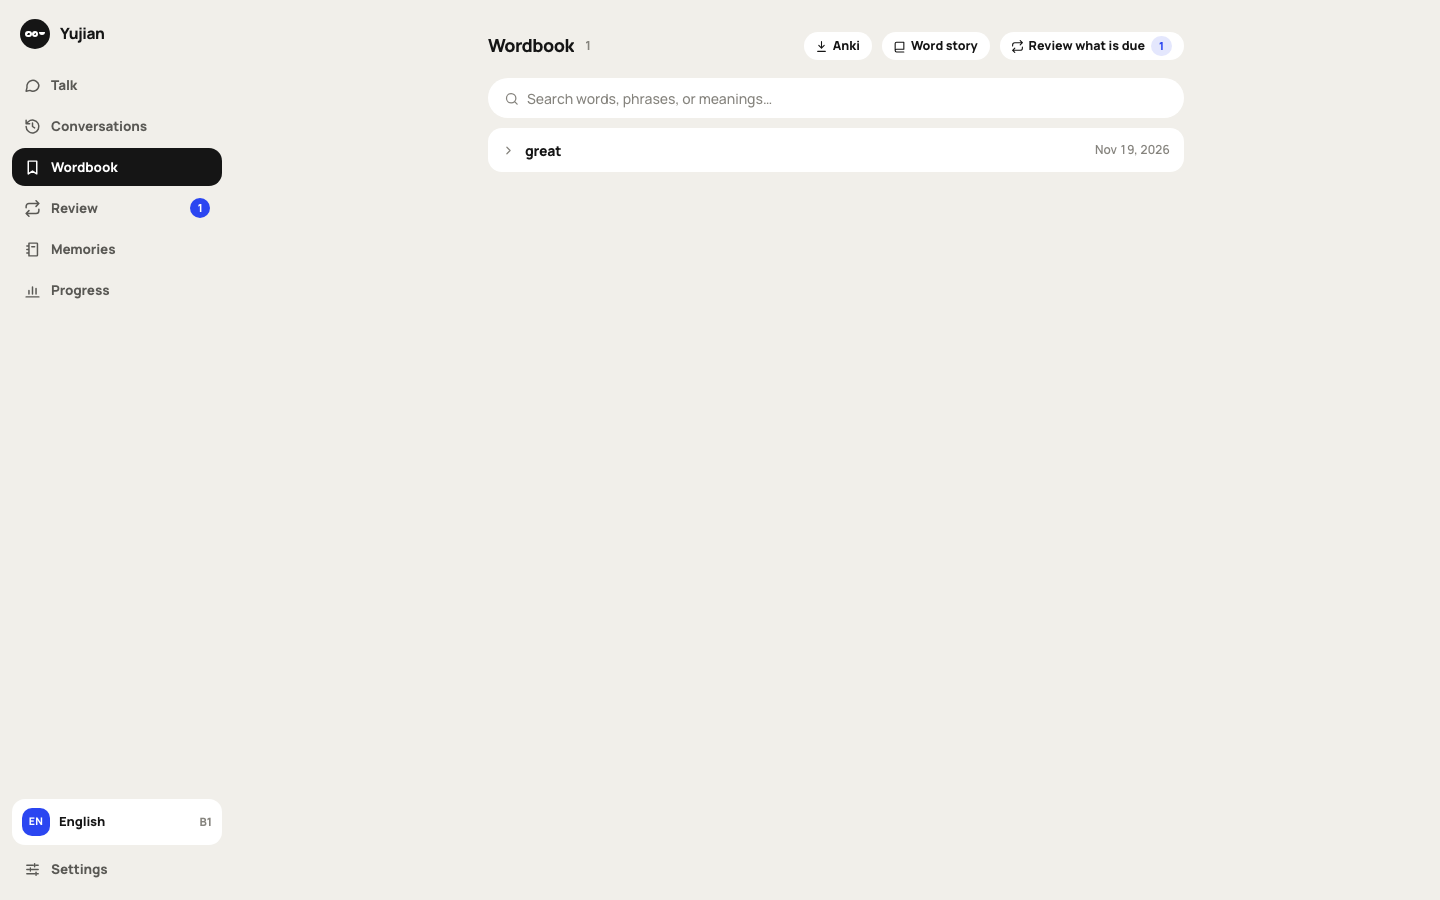 Yujian
Talk
Conversations
Wordbook
Review 1
Memories
Progress
EN English B1
Settings
Wordbook 1
Anki
Word story
Review what is due 1
Search words, phrases, or meanings…
great Nov 19, 2026